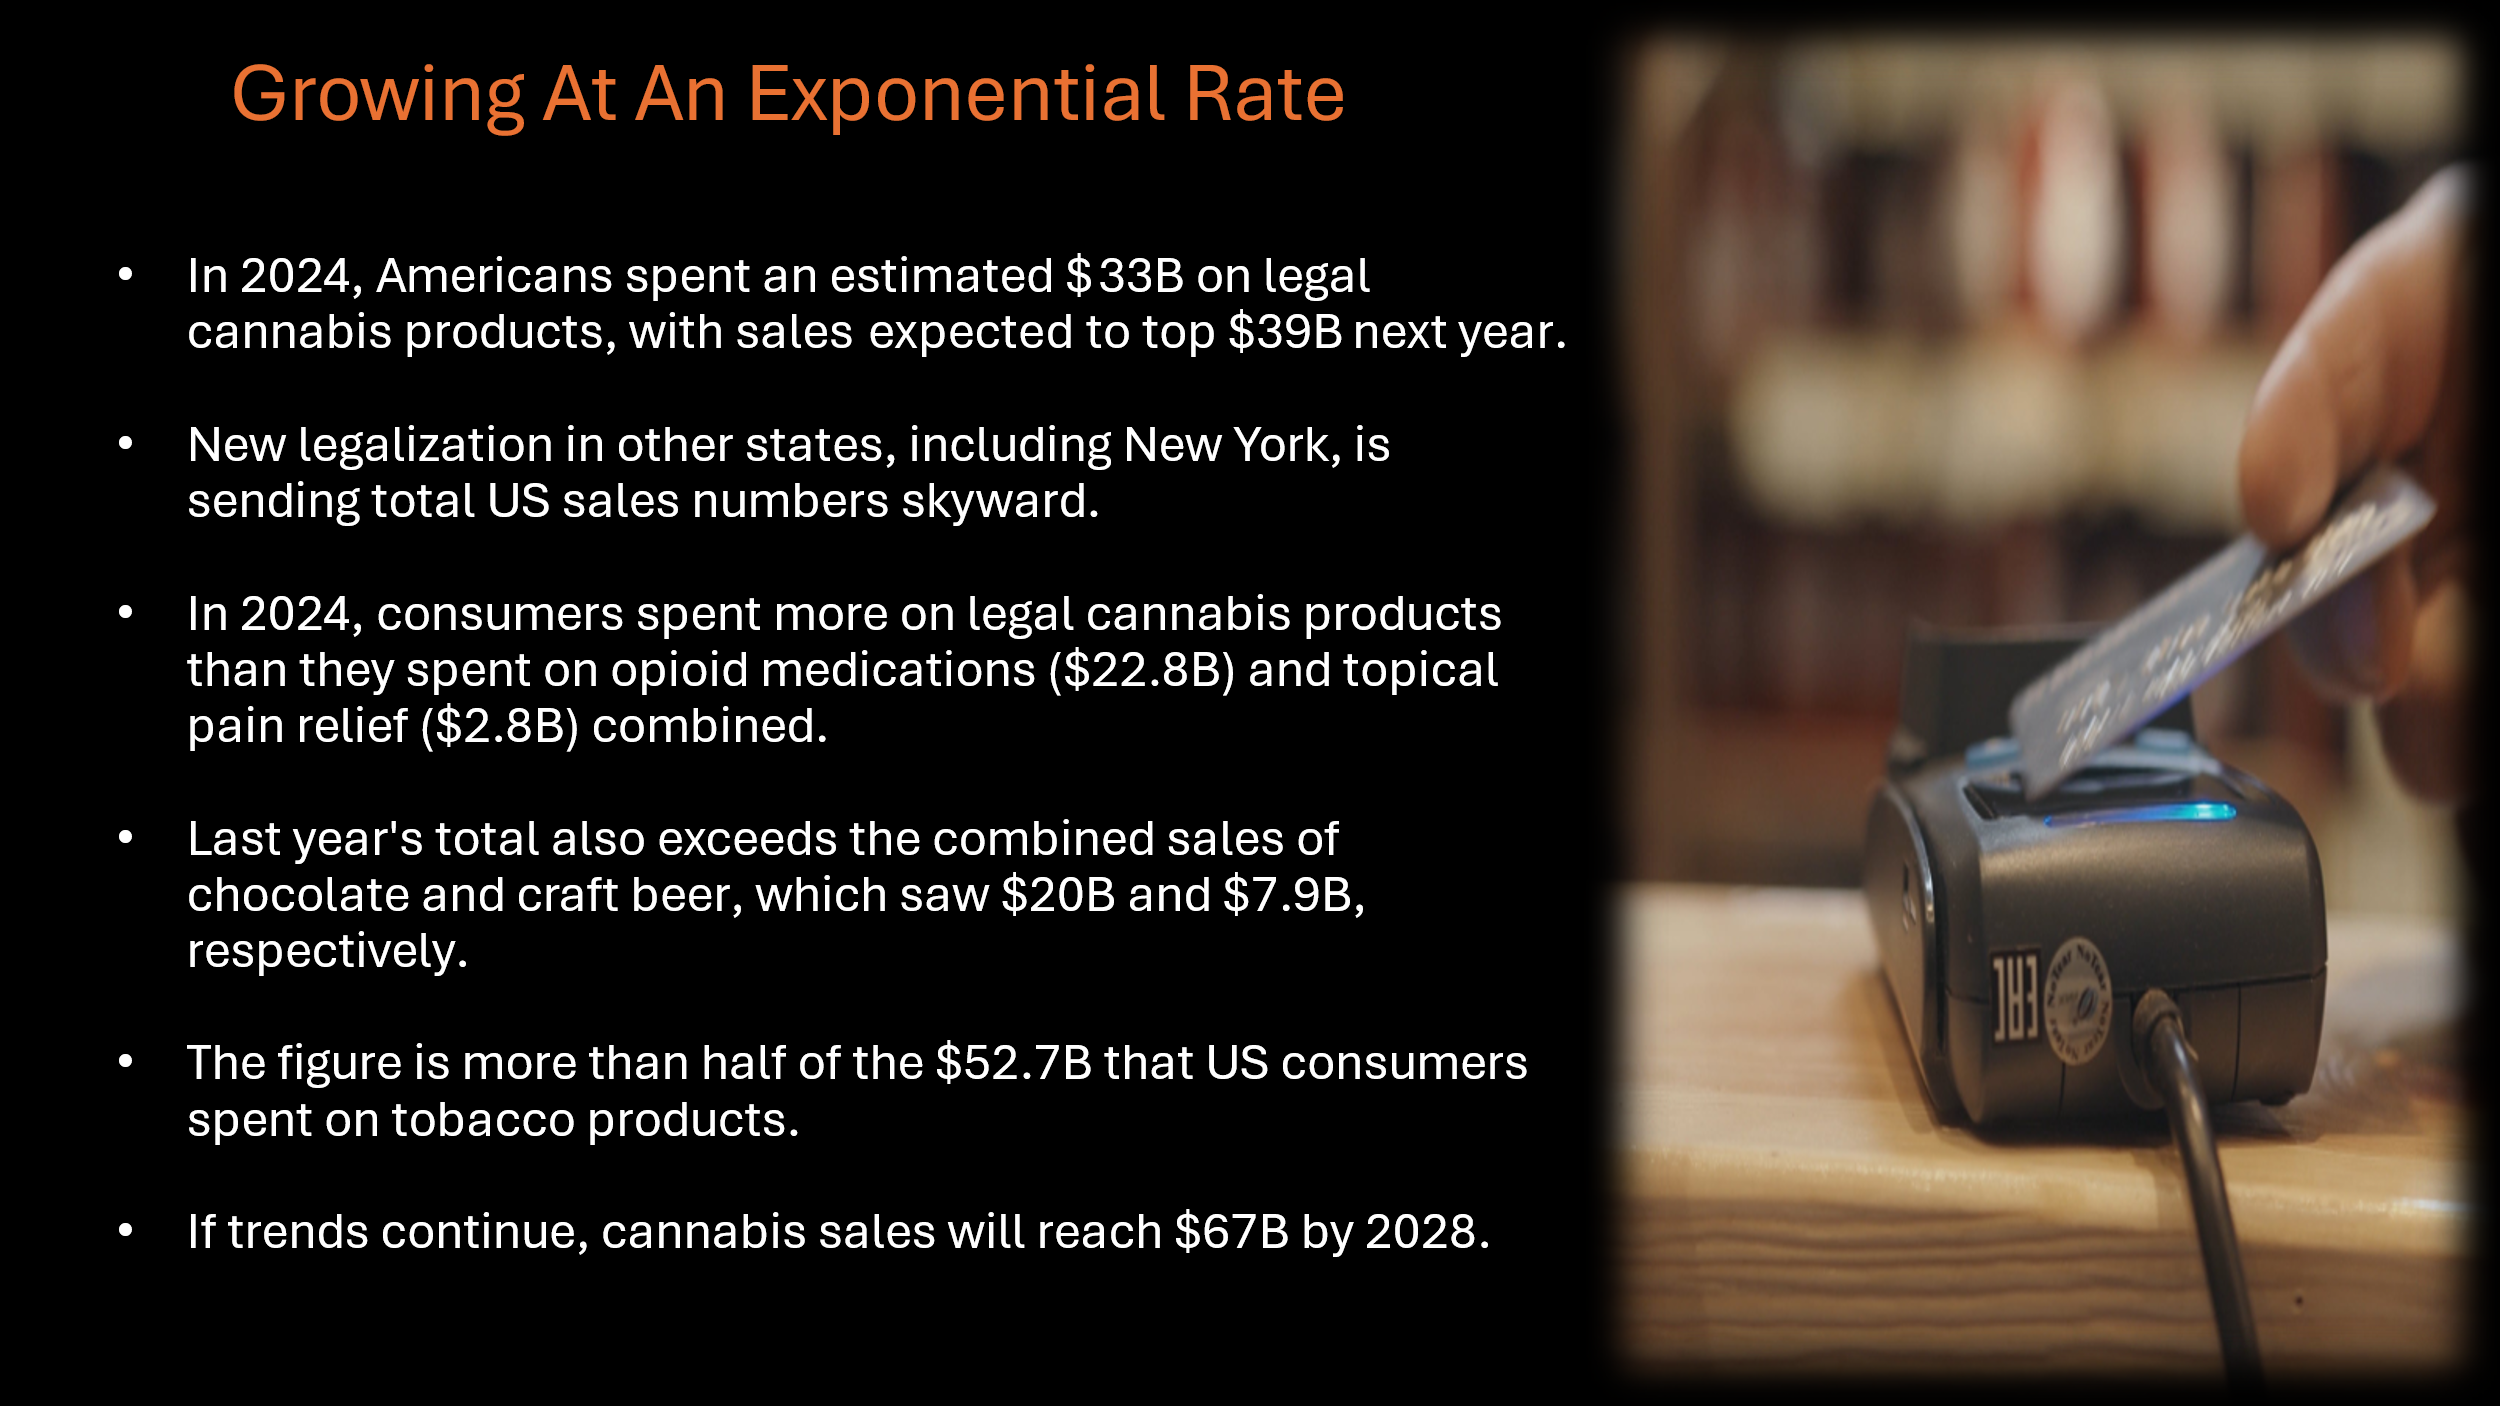 Growing At An Exponential Rate
• In 2024, Americans spent an estimated $33B on legal
cannabis products, with sales expected to top $39B next year.
• New legalization in other states, including New York, is
sending total US sales numbers skyward.
• In 2024, consumers spent more on legal cannabis products
than they spent on opioid medications ($22.8B) and topical
pain relief ($2.8B) combined.
• Last year's total also exceeds the combined sales of
chocolate and craft beer, which saw $20B and $7.9B,
respectively.
• The figure is more than half of the $52.7B that US consumers
spent on tobacco products.
• If trends continue, cannabis sales will reach $67B by 2028.